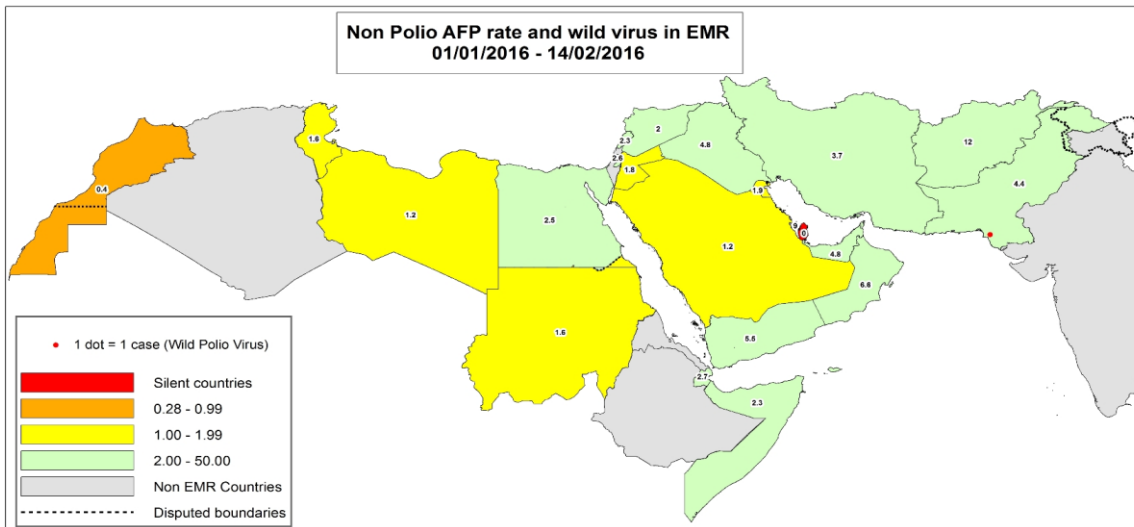 Non Polio AFP rate and wild virus in EMR
01/01/2016 - 14/02/2016
1.6
0.4
1.2
2.5
1.6
2
2.3
2.6
1.8
4.8
1.9
3.7
12
4.4
9
0
1.2
4.8
6.6
5.5
2.7
2.3
1 dot = 1 case (Wild Polio Virus)
Silent countries
0.28 - 0.99
1.00 - 1.99
2.00 - 50.00
Non EMR Countries
Disputed boundaries